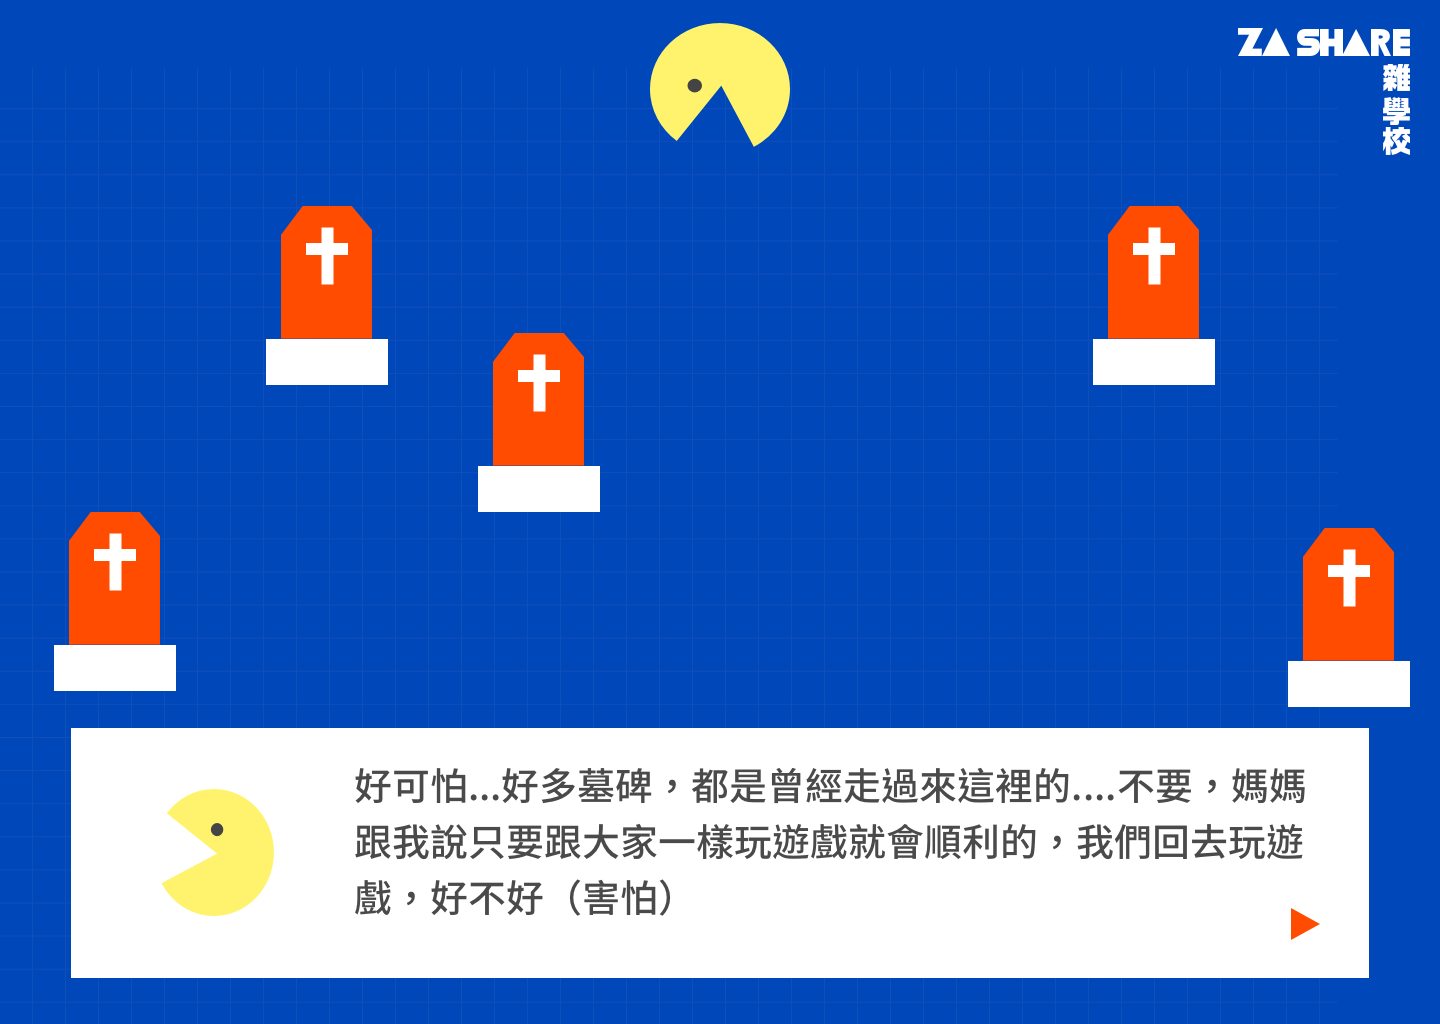 ZA SHARE
雜學校
好可怕...好多墓碑，都是曾經走過來這裡的....不要，媽媽
跟我說只要跟大家一樣玩遊戲就會順利的，我們回去玩遊
戲，好不好（害怕）